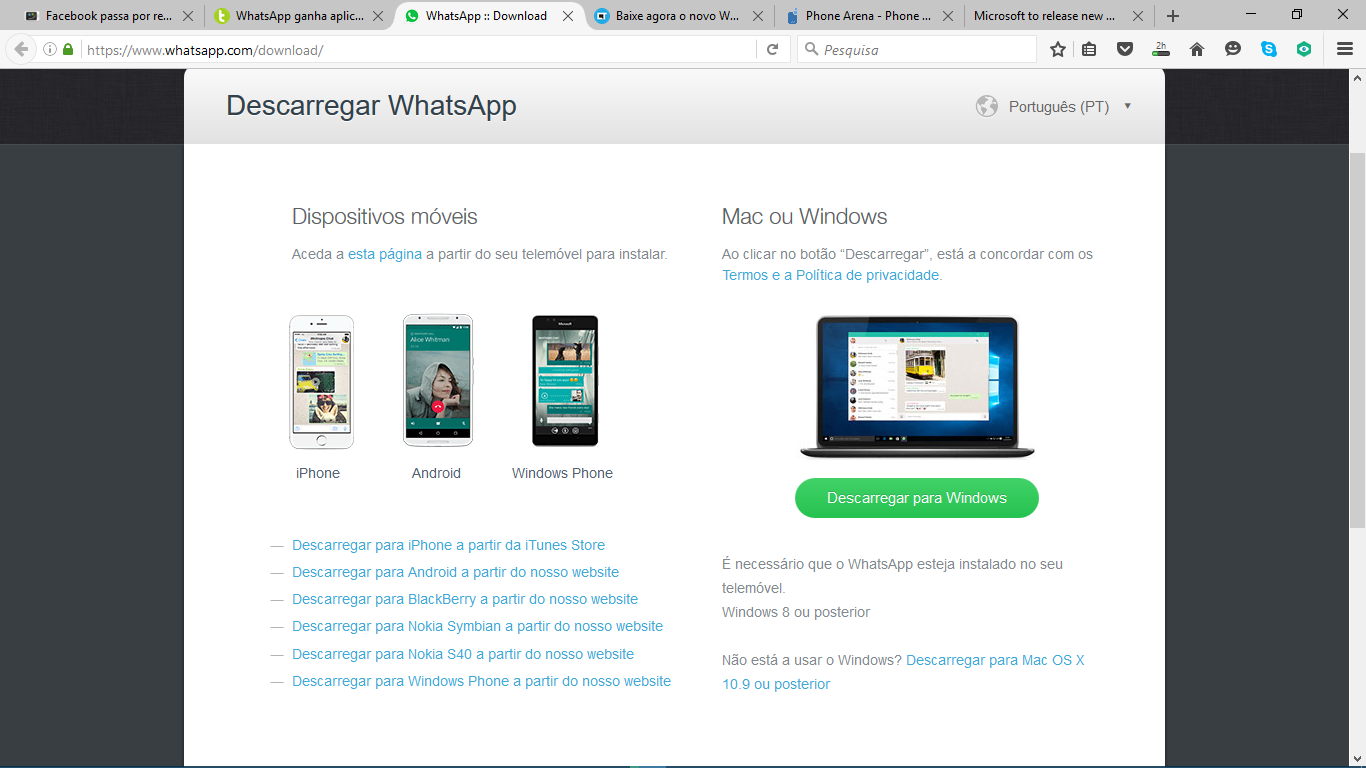 Facebook passa por re...
WhatsApp ganha aplic...
WhatsApp :: Download
Baixe agora o novo W...
Phone Arena - Phone ...
Microsoft to release new ...
https://www.whatsapp.com/download/
Pesquisa
2h
Descarregar WhatsApp
Português (PT)
Dispositivos móveis
Aceda a esta página a partir do seu telemóvel para instalar.
Mac ou Windows
Ao clicar no botão “Descarregar”, está a concordar com os
Termos e a Política de privacidade.
Alice Whitman
Microsoft
iPhone
Android
Windows Phone
Descarregar para Windows
— Descarregar para iPhone a partir da iTunes Store
— Descarregar para Android a partir do nosso website
— Descarregar para BlackBerry a partir do nosso website
— Descarregar para Nokia Symbian a partir do nosso website
— Descarregar para Nokia S40 a partir do nosso website
— Descarregar para Windows Phone a partir do nosso website
É necessário que o WhatsApp esteja instalado no seu
telemóvel.
Windows 8 ou posterior
Não está a usar o Windows? Descarregar para Mac OS X
10.9 ou posterior